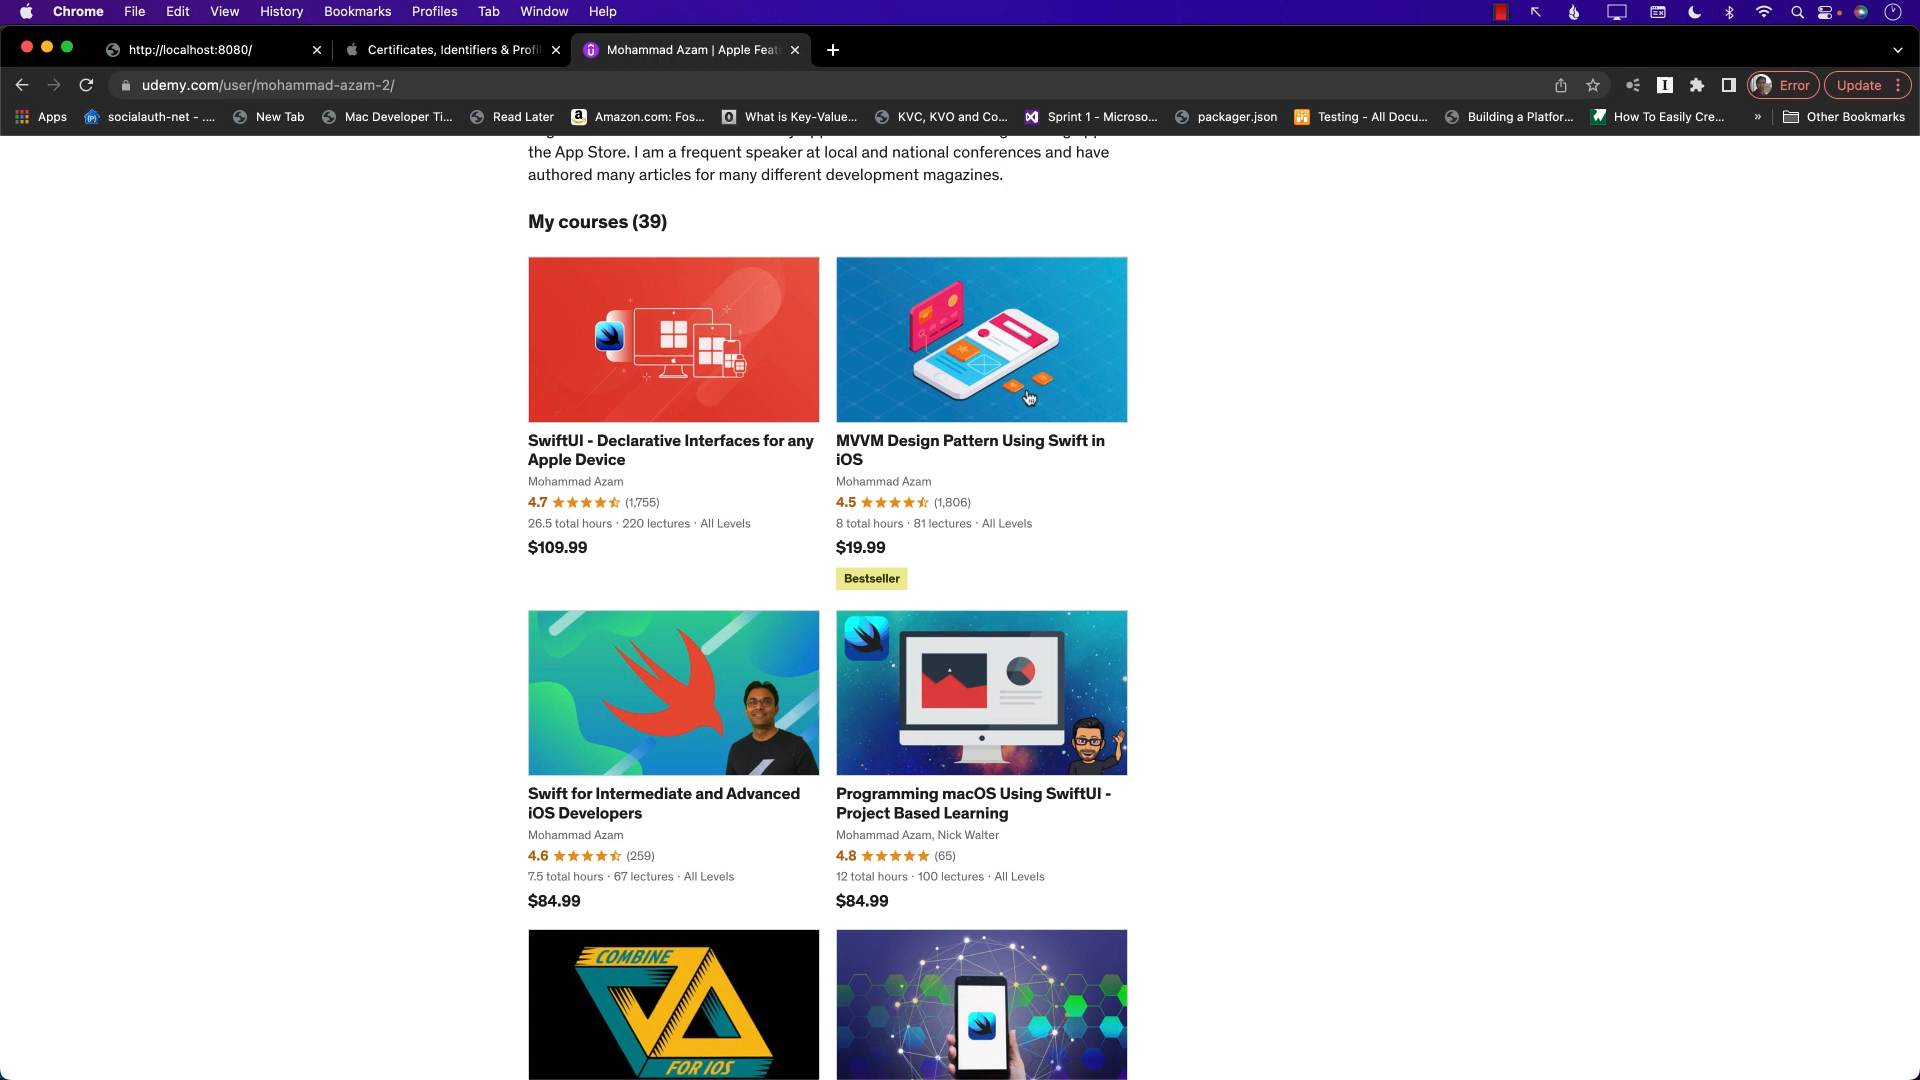 Chrome File Edit View History Bookmarks Profiles Tab Window Help
http://localhost:8080/
Certificates, Identifiers & Profil
Mohammad Azam | Apple Feat
udemy.com/user/mohammad-azam-2/
Error
Update
Apps
socialauth-net - ....
New Tab
Mac Developer Ti...
Read Later
Amazon.com: Fos...
What is Key-Value...
KVC, KVO and Co...
Sprint 1 - Microso...
packager.json
Testing - All Docu...
Building a Platfor...
How To Easily Cre...
»
Other Bookmarks
the App Store. I am a frequent speaker at local and national conferences and have
authored many articles for many different development magazines.
My courses (39)
SwiftUI - Declarative Interfaces for any
Apple Device
Mohammad Azam
4.7 (1,755)
26.5 total hours · 220 lectures · All Levels
$109.99
MVVM Design Pattern Using Swift in
iOS
Mohammad Azam
4.5 (1,806)
8 total hours · 81 lectures · All Levels
$19.99
Bestseller
Swift for Intermediate and Advanced
iOS Developers
Mohammad Azam
4.6 (259)
7.5 total hours · 67 lectures · All Levels
$84.99
Programming macOS Using SwiftUI -
Project Based Learning
Mohammad Azam, Nick Walter
4.8 (65)
12 total hours · 100 lectures · All Levels
$84.99
COMBINE
FOR IOS